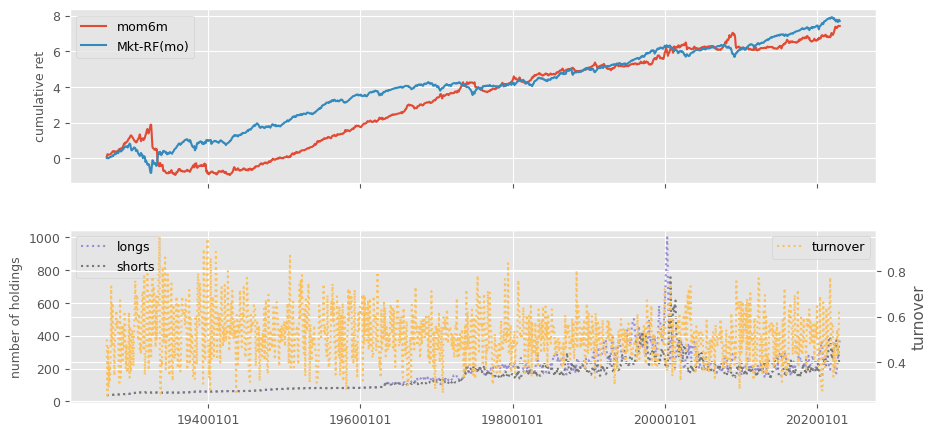 8
6
4
2
0
cumulative ret
mom6m
Mkt-RF(mo)
1000
800
600
400
200
0
number of holdings
longs
shorts
turnover
0.8
0.6
0.4
turnover
19400101
19600101
19800101
20000101
20200101